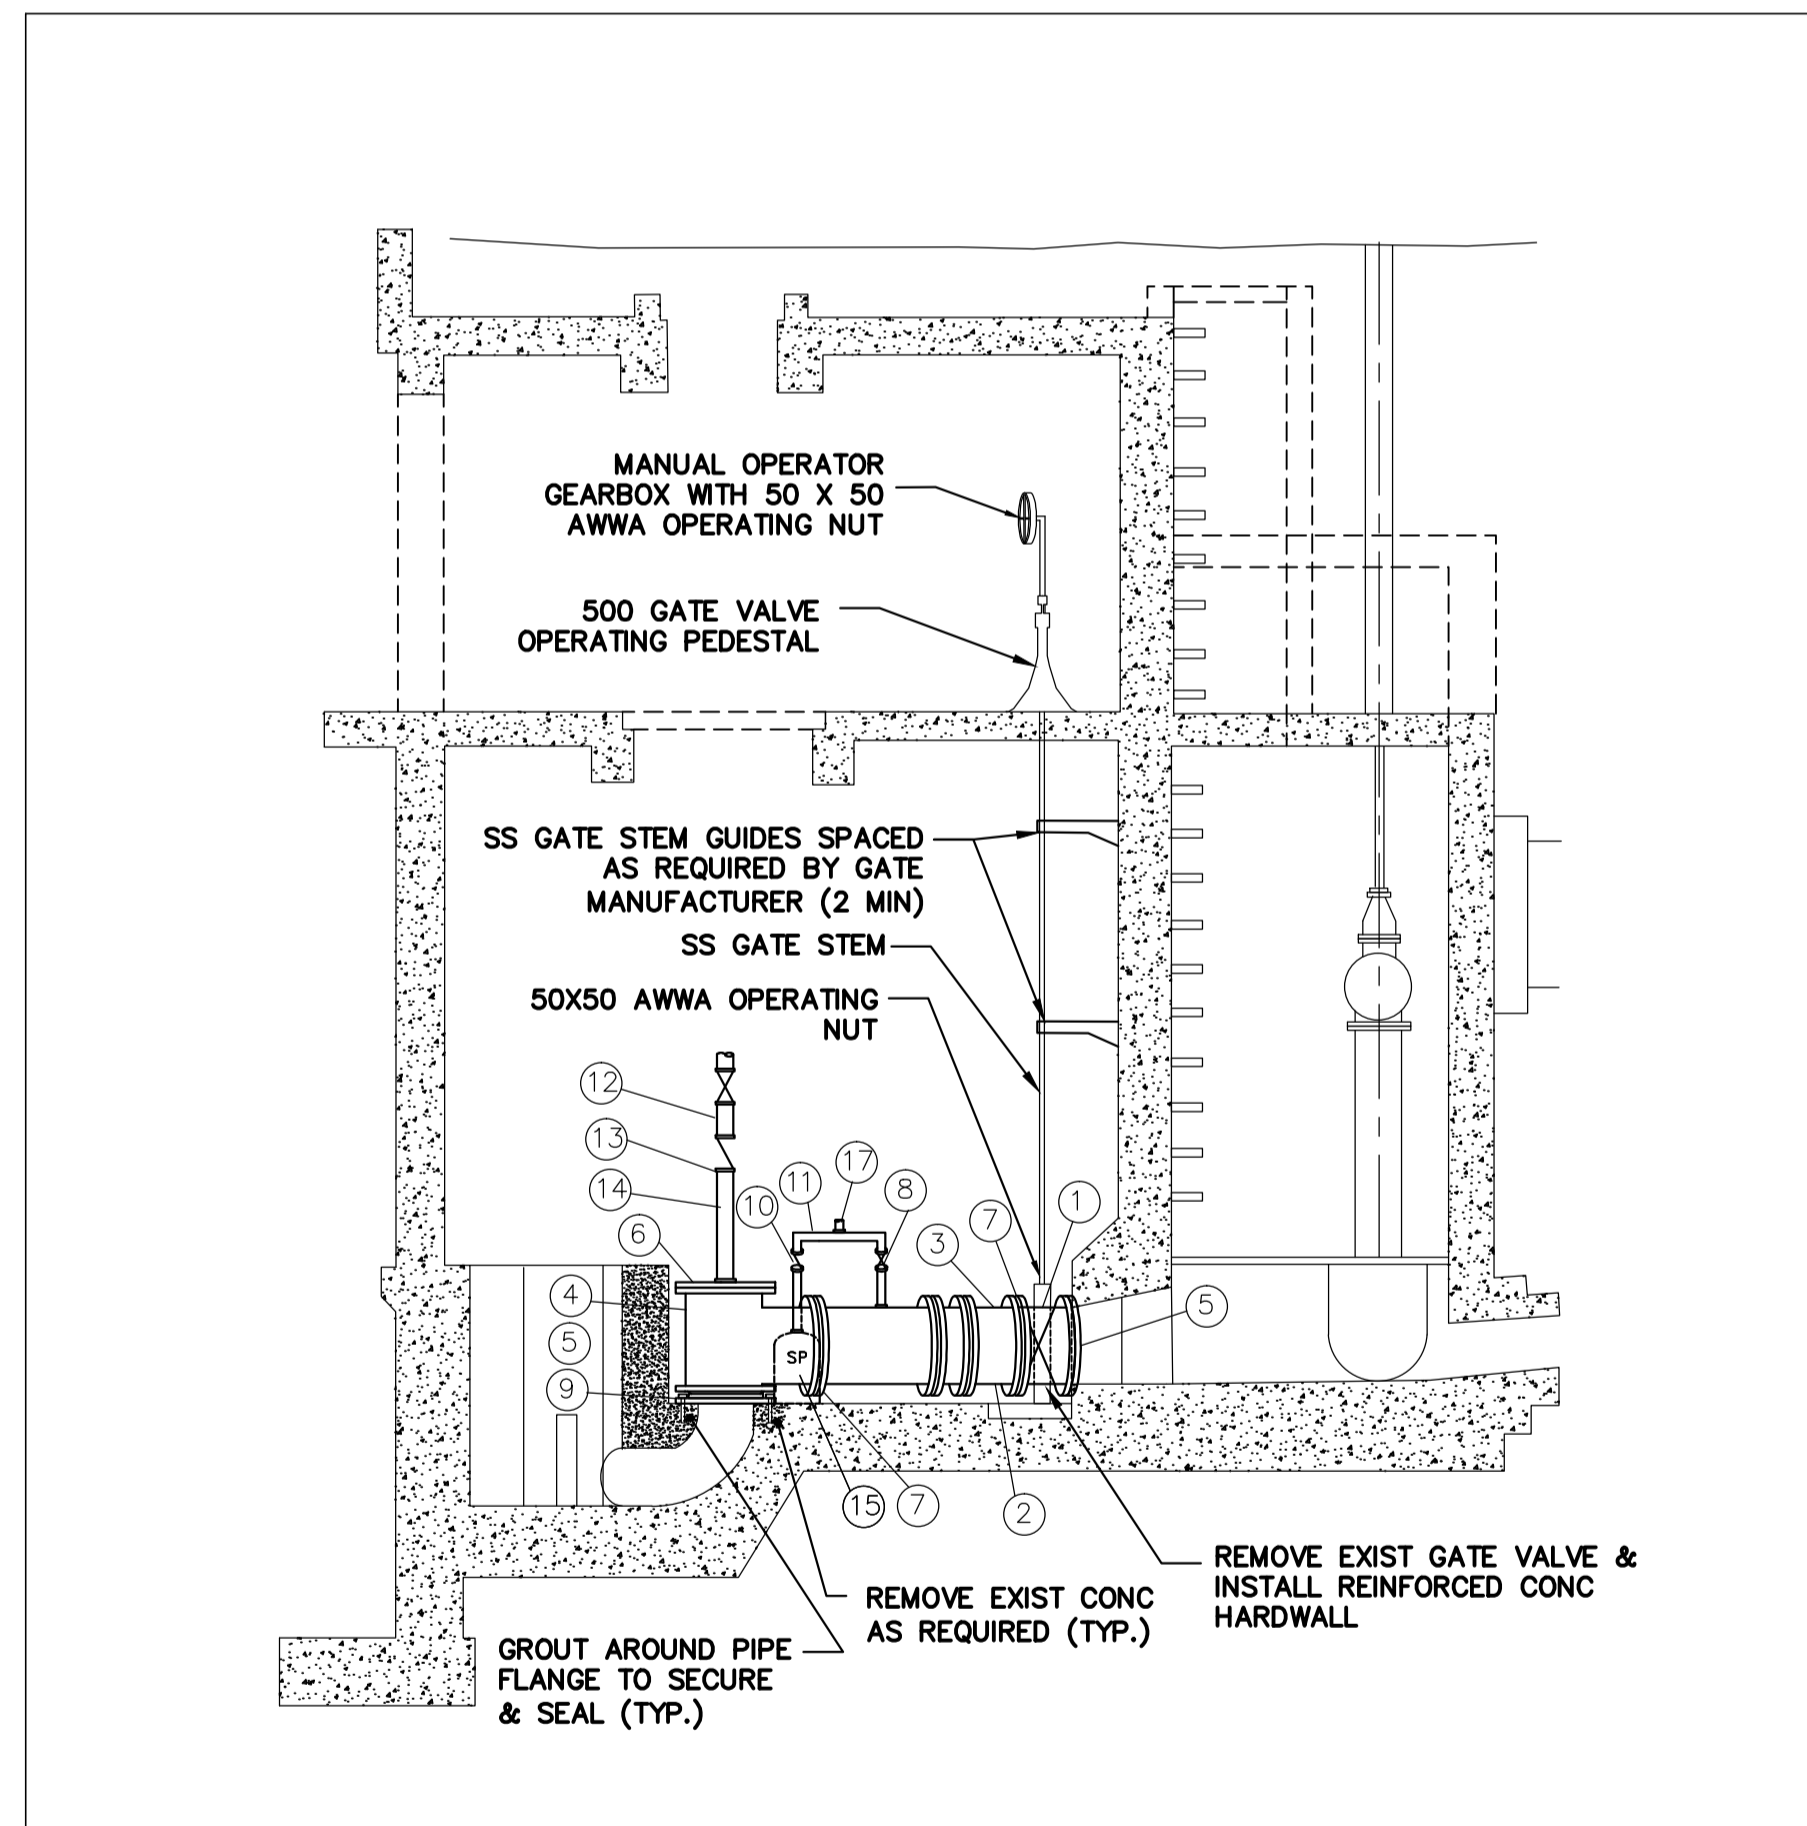 MANUAL OPERATOR
GEARBOX WITH 50 X 50
AWWA OPERATING NUT
500 GATE VALVE
OPERATING PEDESTAL
SS GATE STEM GUIDES SPACED
AS REQUIRED BY GATE
MANUFACTURER (2 MIN)
SS GATE STEM
50X50 AWWA OPERATING
NUT
12
13
14
11
17
8
10
7
1
6
3
4
5
5
SP
9
15
7
2
REMOVE EXIST GATE VALVE &
INSTALL REINFORCED CONC
HARDWALL
REMOVE EXIST CONC
AS REQUIRED (TYP.)
GROUT AROUND PIPE
FLANGE TO SECURE
& SEAL (TYP.)